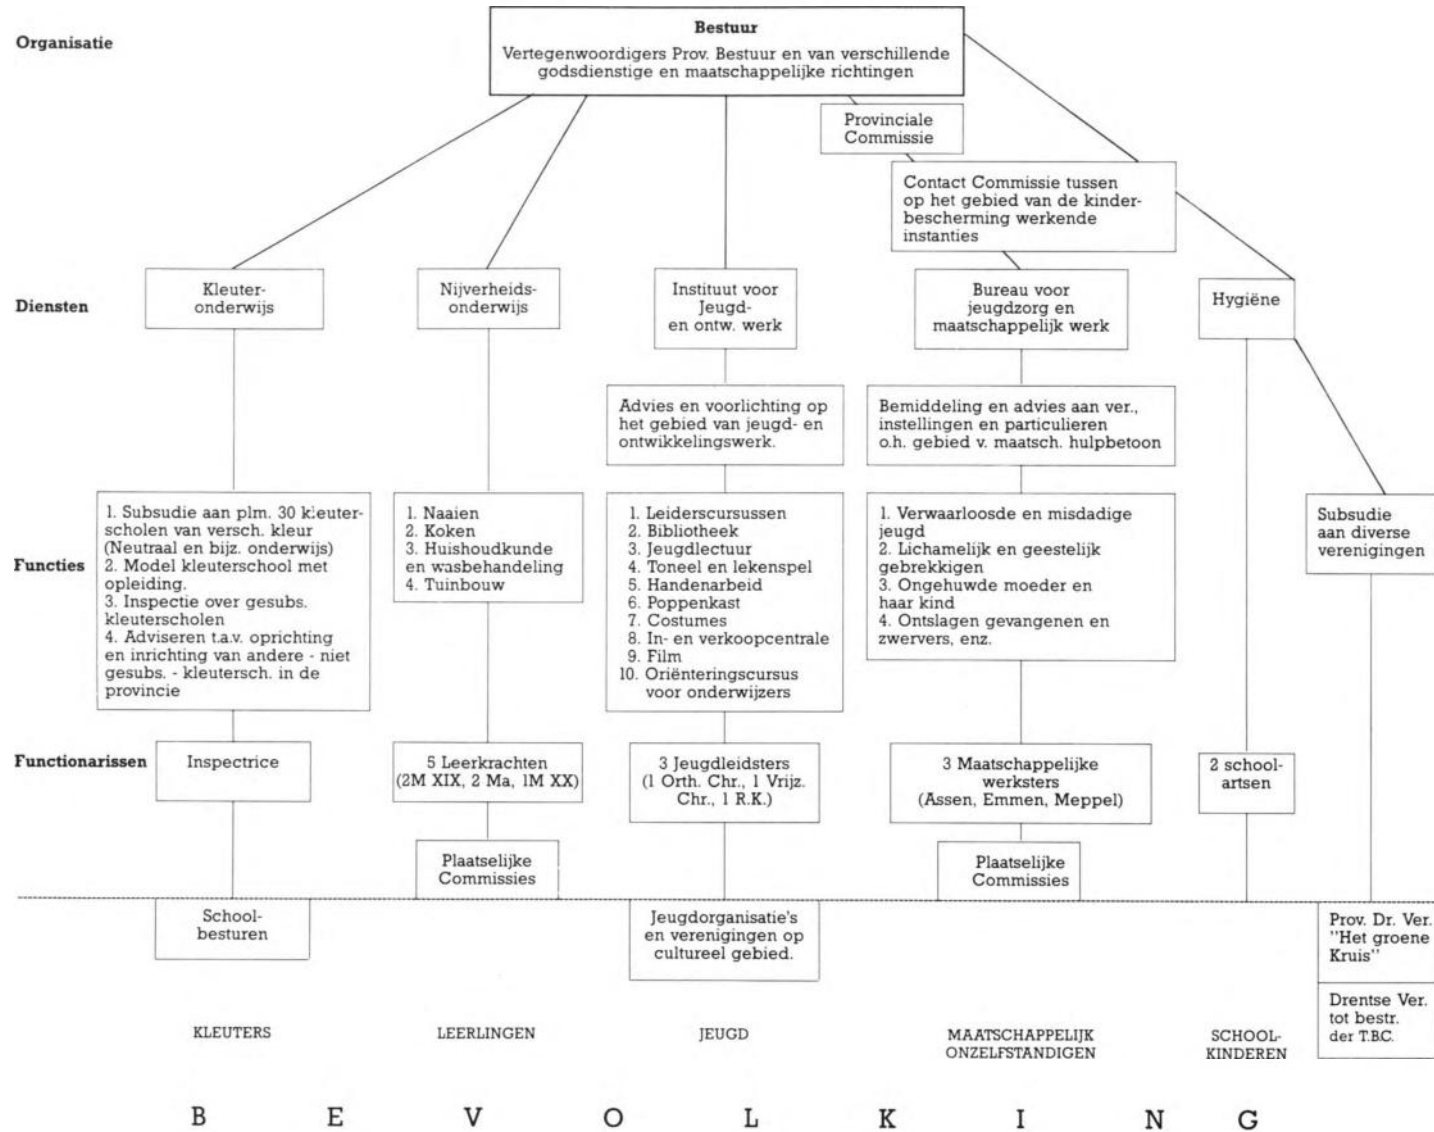 Organisatie
Bestuur
Vertegenwoordigers Prov. Bestuur en van verschillende
godsdienstige en maatschappelijke richtingen
Provinciale
Commissie
Contact Commissie tussen
op het gebied van de kinder-
bescherming werkende
instanties
Diensten
Kleuter-
onderwijs
Nijverheids-
onderwijs
Instituut voor
Jeugd-
en ontw. werk
Bureau voor
jeugdzorg en
maatschappelijk werk
Hygiëne
Advies en voorlichting op
het gebied van jeugd- en
ontwikkelingswerk.
Bemiddeling en advies aan ver.,
instellingen en particulieren
o.h. gebied v. maatsch. hulpbetoon
Functies
1. Subsudie aan plm. 30 kleuter-
scholen van versch. kleur
(Neutraal en bijz. onderwijs)
2. Model kleuterschool met
opleiding.
3. Inspectie over gesubs.
kleuterscholen
4. Adviseren t.a.v. oprichting
en inrichting van andere - niet
gesubs. - kleutersch. in de
provincie
1. Naaien
2. Koken
3. Huishoudkunde
en wasbehandeling
4. Tuinbouw
1. Leiderscursussen
2. Bibliotheek
3. Jeugdlectuur
4. Toneel en lekenspel
5. Handenarbeid
6. Poppenkast
7. Costumes
8. In- en verkoopcentrale
9. Film
10. Oriënteringscursus
voor onderwijzers
1. Verwaarloosde en misdadige
jeugd
2. Lichamelijk en geestelijk
gebrekkigen
3. Ongehuwde moeder en
haar kind
4. Ontslagen gevangenen en
zwervers, enz.
Subsudie
aan diverse
verenigingen
Functionarissen
Inspectrice
5 Leerkrachten
(2M XIX, 2 Ma, 1M XX)
3 Jeugdleidsters
(1 Orth. Chr., 1 Vrijz.
Chr., 1 R.K.)
3 Maatschappelijke
werksters
(Assen, Emmen, Meppel)
2 school-
artsen
Plaatselijke
Commissies
Plaatselijke
Commissies
School-
besturen
Jeugdorganisatie's
en verenigingen op
cultureel gebied.
Prov. Dr. Ver.
"Het groene
Kruis"
Drentse Ver.
tot bestr.
der T.B.C.
KLEUTERS
LEERLINGEN
JEUGD
MAATSCHAPPELIJK
ONZELFSTANDIGEN
SCHOOL-
KINDEREN
B E V O L K I N G